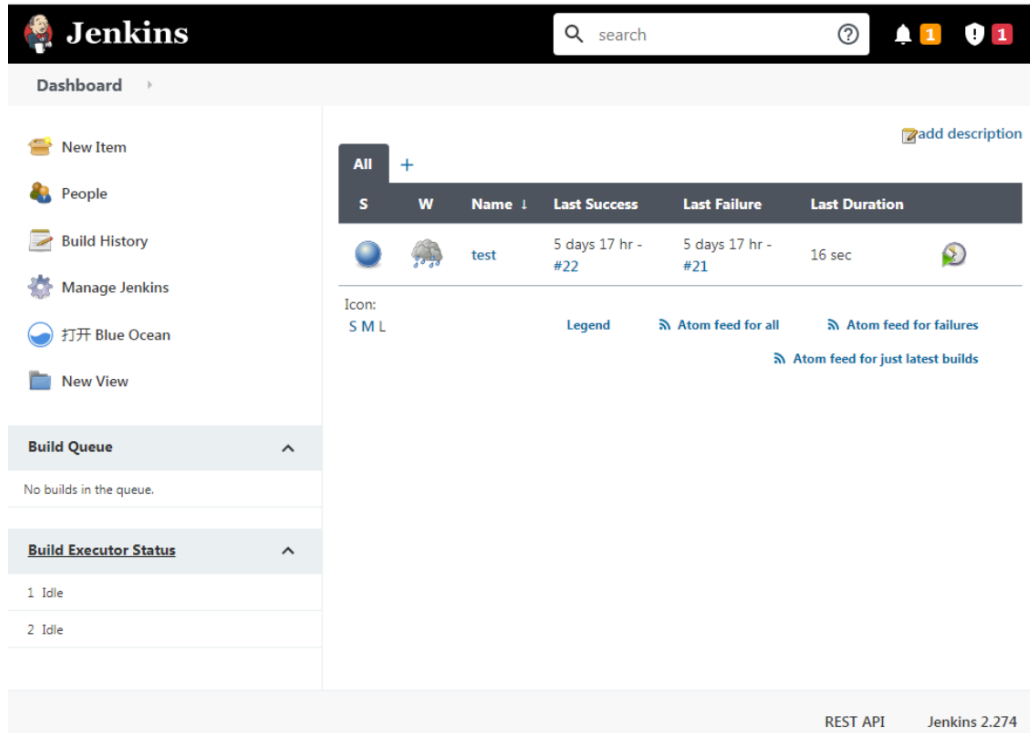 Jenkins
search
1
1
Dashboard
New Item
People
Build History
Manage Jenkins
打开 Blue Ocean
New View
Build Queue
No builds in the queue.
Build Executor Status
1 Idle
2 Idle
add description
All +
S W Name ↓ Last Success Last Failure Last Duration
test 5 days 17 hr - #22 5 days 17 hr - #21 16 sec
Icon:
S M L
Legend Atom feed for all Atom feed for failures
Atom feed for just latest builds
REST API Jenkins 2.274